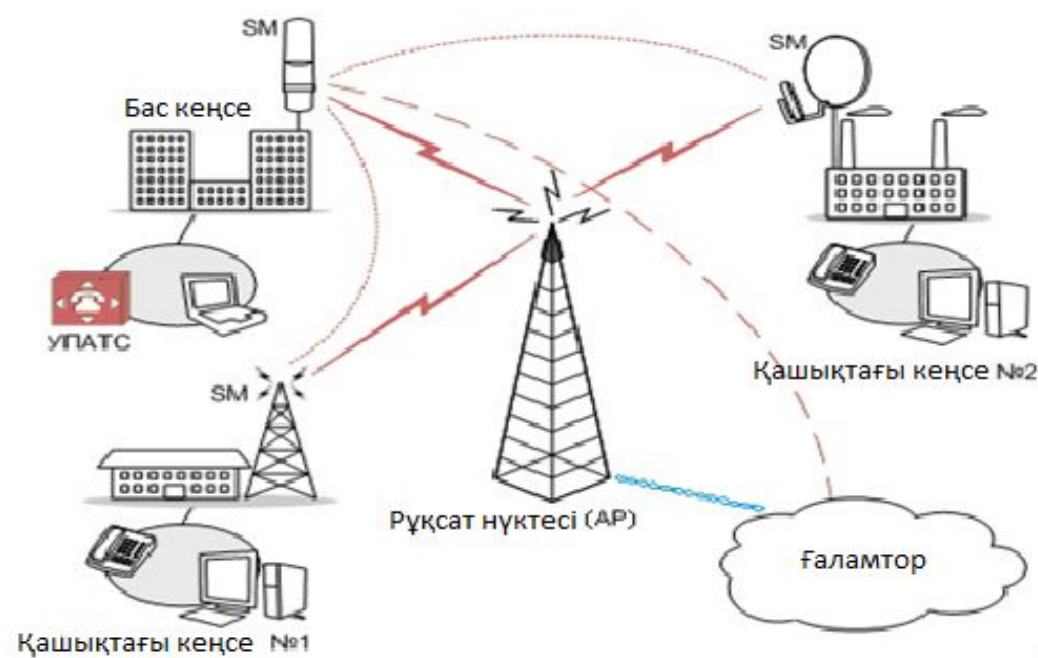 SM
SM
Бас кеңсе
УПАТС
Қашықтағы кеңсе №2
SM
Рұқсат нүктесі (AP)
Ғаламтор
Қашықтағы кеңсе №1